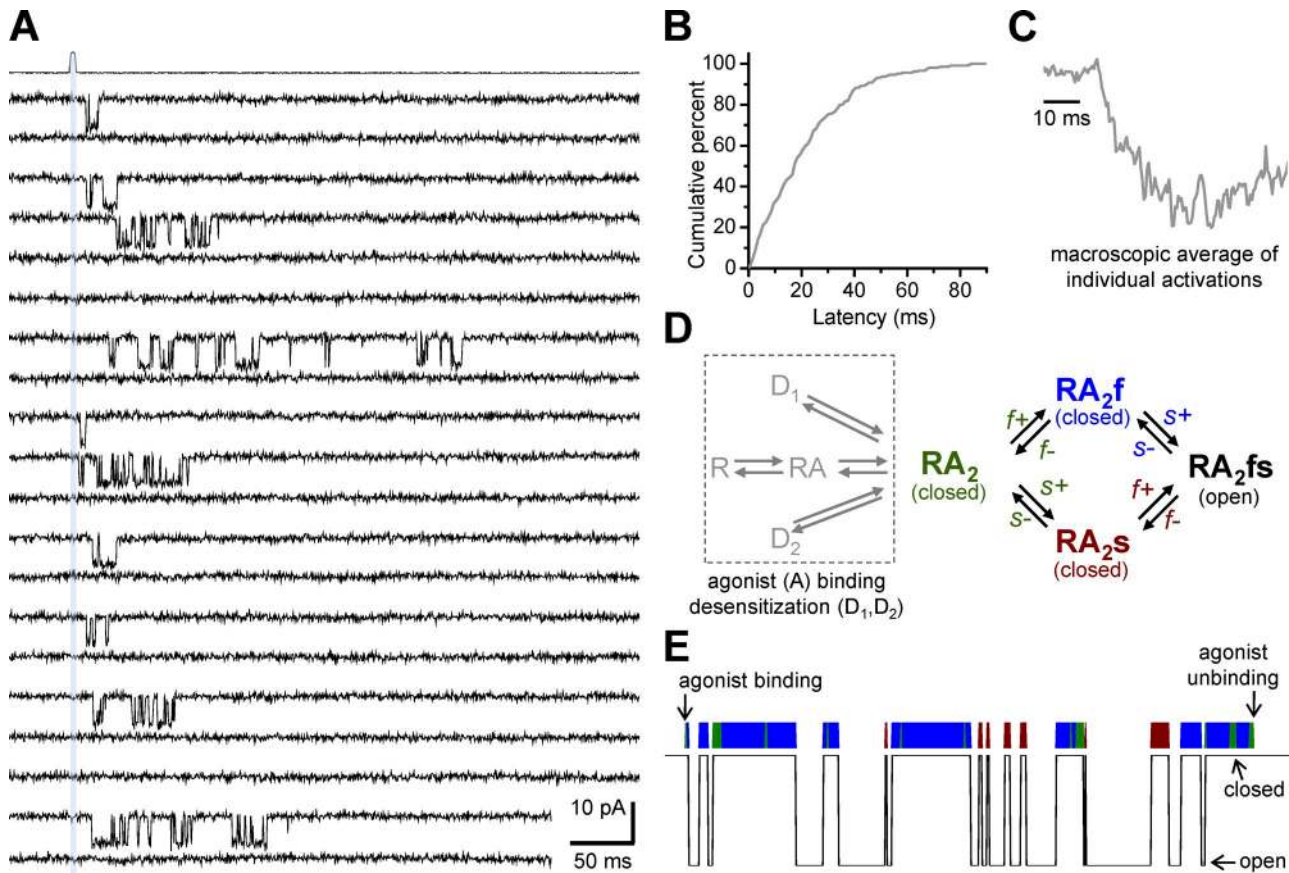 A
10 pA
50 ms
B
Cumulative percent
100
80
60
40
20
0
0 20 40 60 80
Latency (ms)
C
10 ms
macroscopic average of
individual activations
D
D1
R
RA
D2
agonist (A) binding
desensitization (D1,D2)
RA2
(closed)
f+
f-
s+
s-
RA2f
(closed)
s+
s-
RA2fs
(open)
f+
f-
RA2s
(closed)
E
agonist binding
agonist
unbinding
closed
open